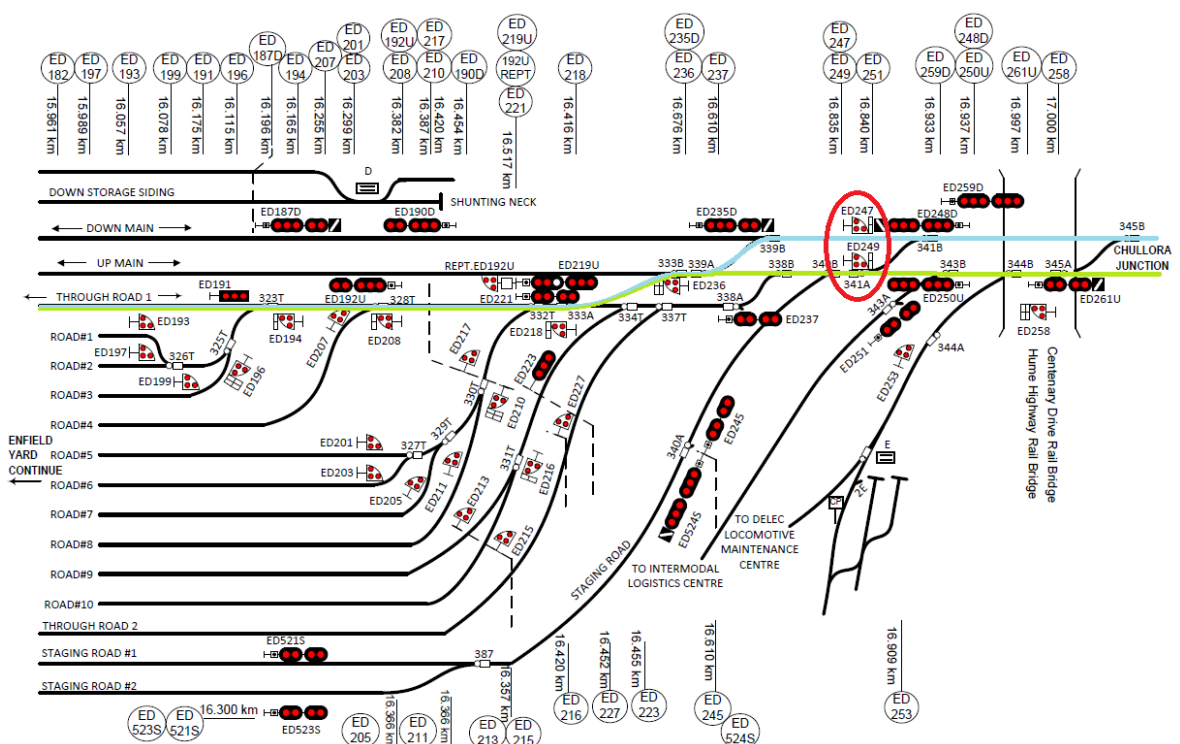 ED 182
ED 197
ED 193
ED 199
ED 191
ED 196
ED 187D
ED 194
ED 207
ED 201
ED 203
ED 192U
ED 208
ED 217
ED 210
ED 190D
ED 219U
192U REPT
ED 221
ED 218
ED 235D
ED 236
ED 237
ED 247
ED 249
ED 251
ED 259D
ED 248D
ED 250U
ED 261U
ED 258
15.961 km
15.989 km
16.057 km
16.078 km
16.175 km
16.115 km
16.196 km
16.165 km
16.255 km
16.299 km
16.382 km
16.387 km
16.420 km
16.454 km
16.517 km
16.416 km
16.676 km
16.610 km
16.835 km
16.840 km
16.933 km
16.937 km
16.997 km
17.000 km
D
DOWN STORAGE SIDING
SHUNTING NECK
ED259D
ED187D
ED190D
ED235D
ED247
ED248D
DOWN MAIN
339B
341B
345B
CHULLORA
JUNCTION
ED249
UP MAIN
REPT.ED192U
ED219U
333B
339A
338B
341A
343B
344B
345A
ED191
THROUGH ROAD 1
323T
ED192U
328T
ED221
332T
333A
ED236
ED250U
ED261U
ED193
ED194
ED207
ED208
ED217
ED218
334T
337T
338A
ED237
343A
ED251
ED258
ROAD#1
325T
344A
ED197
326T
ROAD#2
ED199
ED196
ED223
ED253
ROAD#3
330T
ED210
ED227
ROAD#4
ED245
ENFIELD
YARD
CONTINUE
ED201
327T
329T
340A
ROAD#5
E
ED203
331T
ED216
ROAD#6
ED205
ED211
ED213
2E
CP
ROAD#7
ED524S
ED215
TO DELEC
LOCOMOTIVE
MAINTENANCE
CENTRE
ROAD#8
ROAD#9
TO INTERMODAL
LOGISTICS CENTRE
STAGING ROAD
ROAD#10
THROUGH ROAD 2
Centenary Drive Rail Bridge
Hume Highway Rail Bridge
ED521S
STAGING ROAD #1
387
STAGING ROAD #2
16.300 km
ED523S
16.366 km
16.366 km
16.357 km
16.420 km
16.452 km
16.455 km
16.610 km
16.909 km
ED 523S
ED 521S
ED 205
ED 211
ED 213
ED 215
ED 216
ED 227
ED 223
ED 245
ED 524S
ED 253